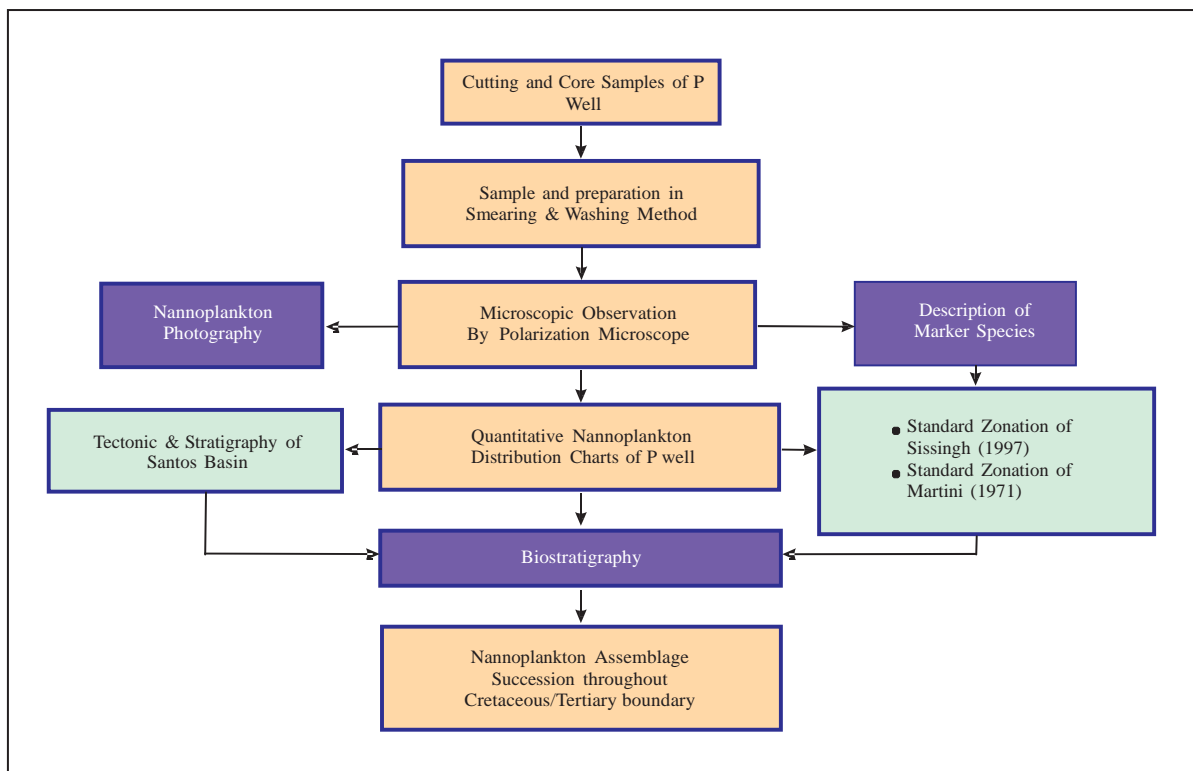 Cutting and Core Samples of P
Well
Sample and preparation in
Smearing & Washing Method
Nannoplankton
Photography
Microscopic Observation
By Polarization Microscope
Description of
Marker Species
Tectonic & Stratigraphy of
Santos Basin
Quantitative Nannoplankton
Distribution Charts of P well
• Standard Zonation of
Sissingh (1997)
• Standard Zonation of
Martini (1971)
Biostratigraphy
Nannoplankton Assemblage
Succession throughout
Cretaceous/Tertiary boundary